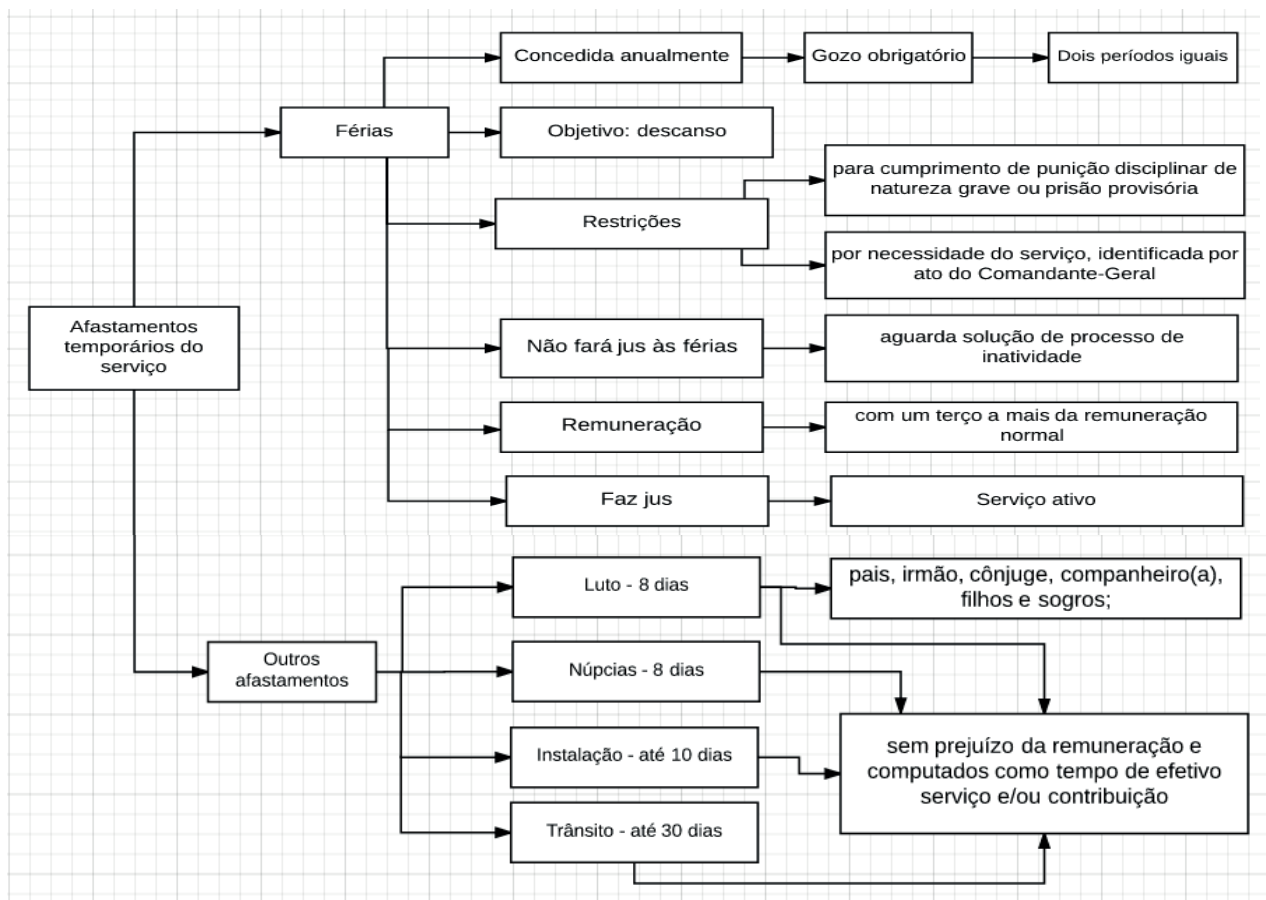 Concedida anualmente
Gozo obrigatório
Dois períodos iguais
Férias
Objetivo: descanso
para cumprimento de punição disciplinar de
natureza grave ou prisão provisória
Restrições
por necessidade do serviço, identificada por
ato do Comandante-Geral
Afastamentos
temporários do
serviço
Não fará jus às férias
aguarda solução de processo de
inatividade
Remuneração
com um terço a mais da remuneração
normal
Faz jus
Serviço ativo
Luto - 8 dias
pais, irmão, cônjuge, companheiro(a),
filhos e sogros;
Outros
afastamentos
Núpcias - 8 dias
Instalação - até 10 dias
sem prejuízo da remuneração e
computados como tempo de efetivo
serviço e/ou contribuição
Trânsito - até 30 dias